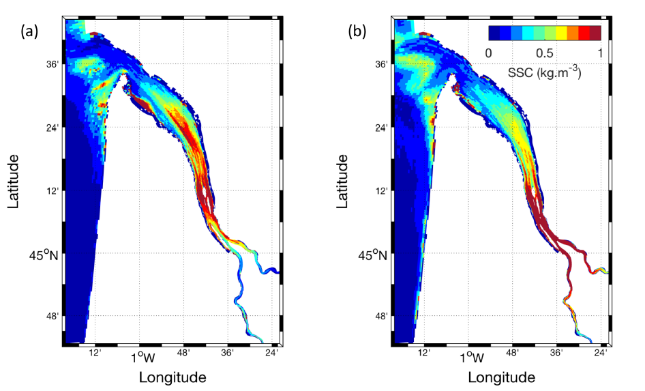 (a)
(b)
0 0.5 1
SSC (kg.m⁻³)
36'
24'
12'
45°N
48'
Latitude
12' 1°W 48' 36' 24'
Longitude
36'
24'
12'
45°N
48'
Latitude
12' 1°W 48' 36' 24'
Longitude